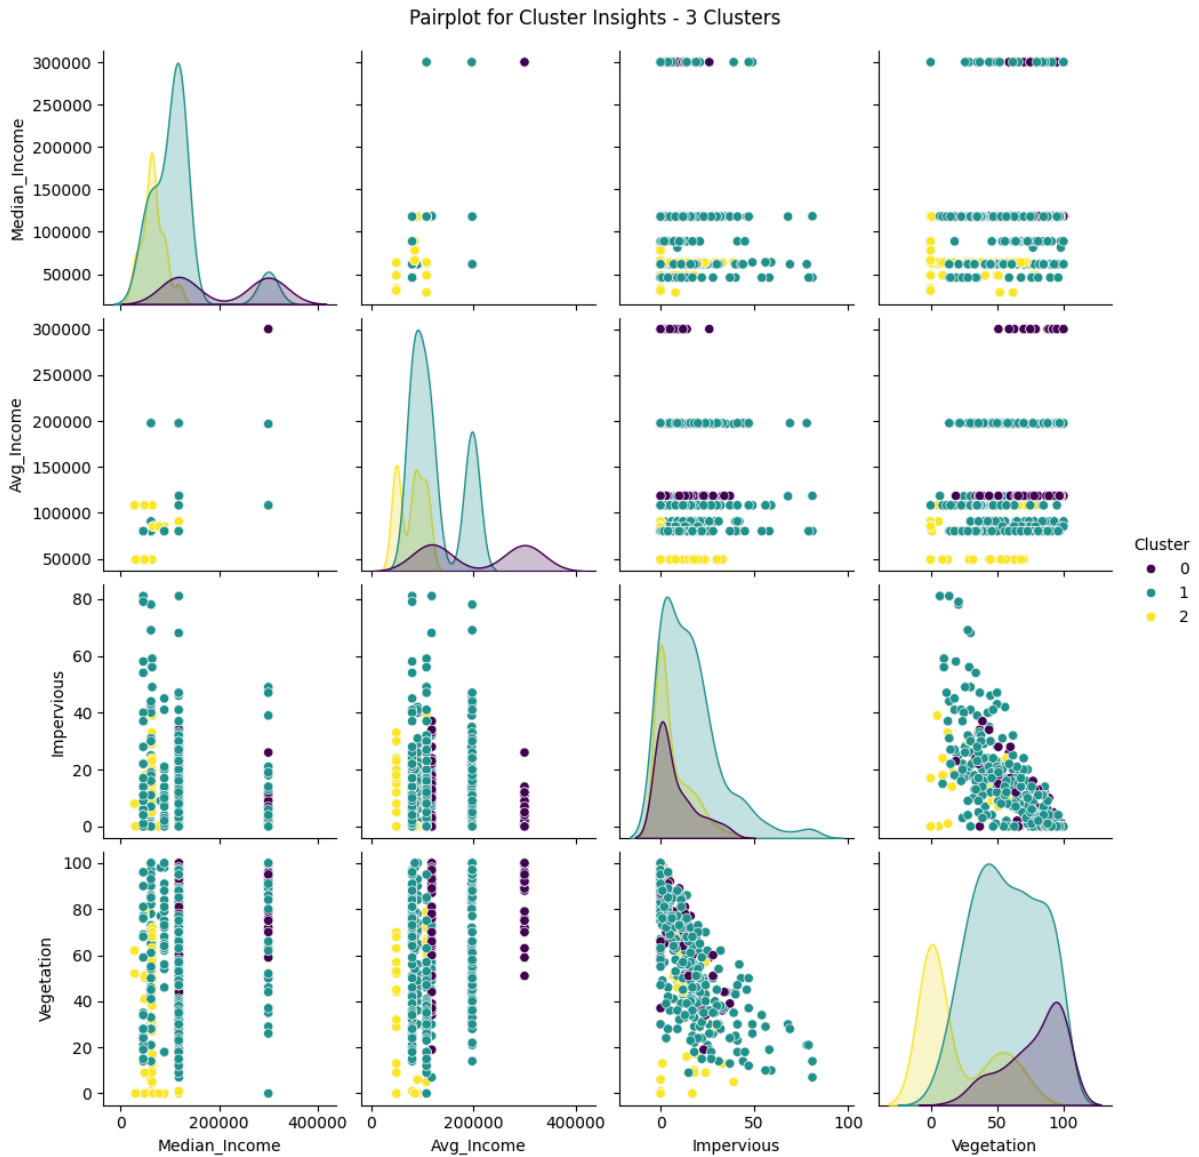 Pairplot for Cluster Insights - 3 Clusters
300000
250000
200000
150000
100000
50000
Median_Income
300000
250000
200000
150000
100000
50000
Avg_Income
Cluster
0
1
2
80
60
40
20
0
Impervious
100
80
60
40
20
0
Vegetation
0 200000 400000
0 200000 400000
0 50 100
0 50 100
Median_Income
Avg_Income
Impervious
Vegetation